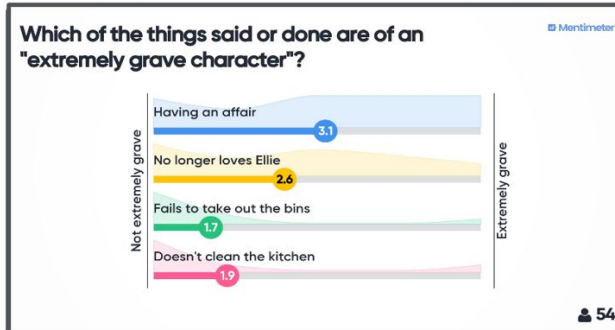 Which of the things said or done are of an
"extremely grave character"?
Mentimeter
Not extremely grave
Having an affair
3.1
No longer loves Ellie
2.6
Fails to take out the bins
1.7
Doesn't clean the kitchen
1.9
Extremely grave
54